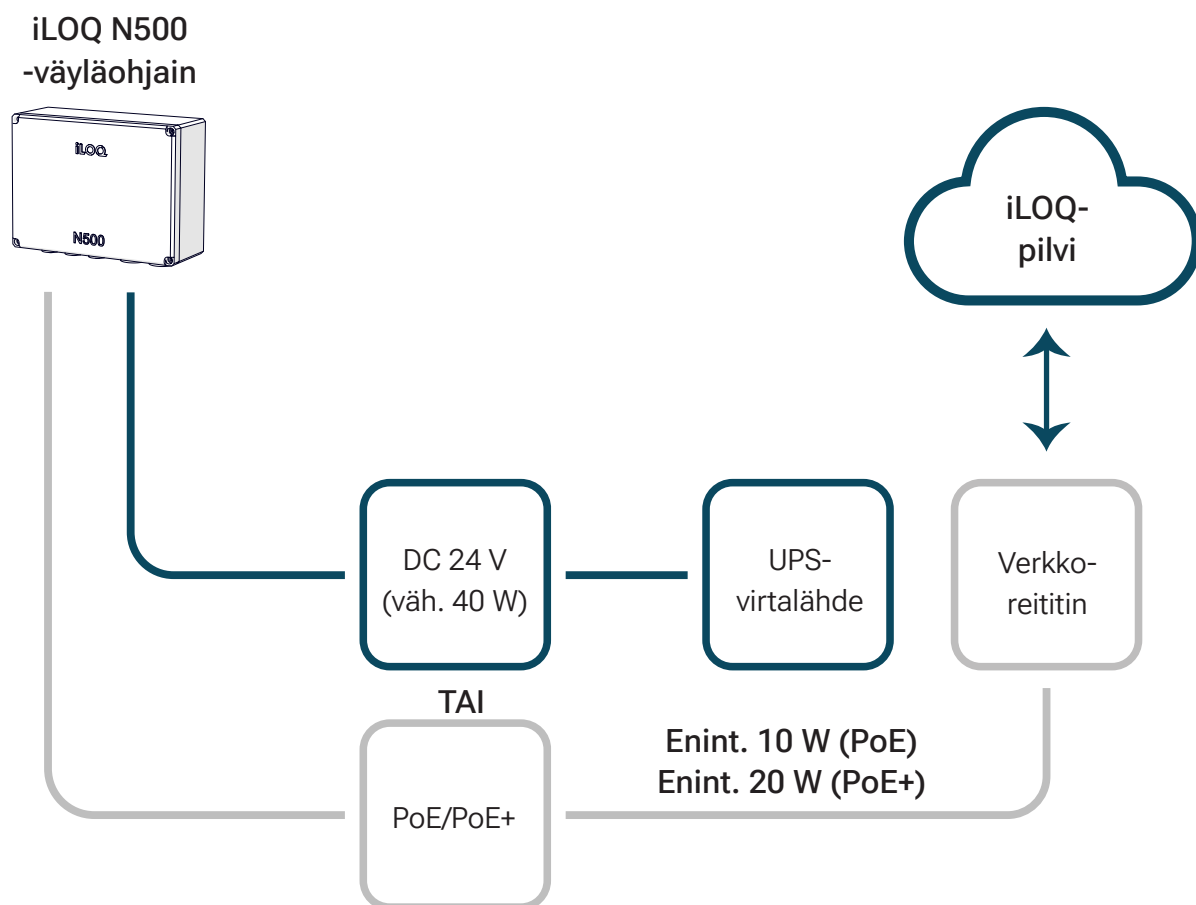 iLOQ N500
-väyläohjain
iLOQ
N500
iLOQ-
pilvi
DC 24 V
(väh. 40 W)
UPS-
virtalähde
Verkko-
reititin
TAI
PoE/PoE+
Enint. 10 W (PoE)
Enint. 20 W (PoE+)